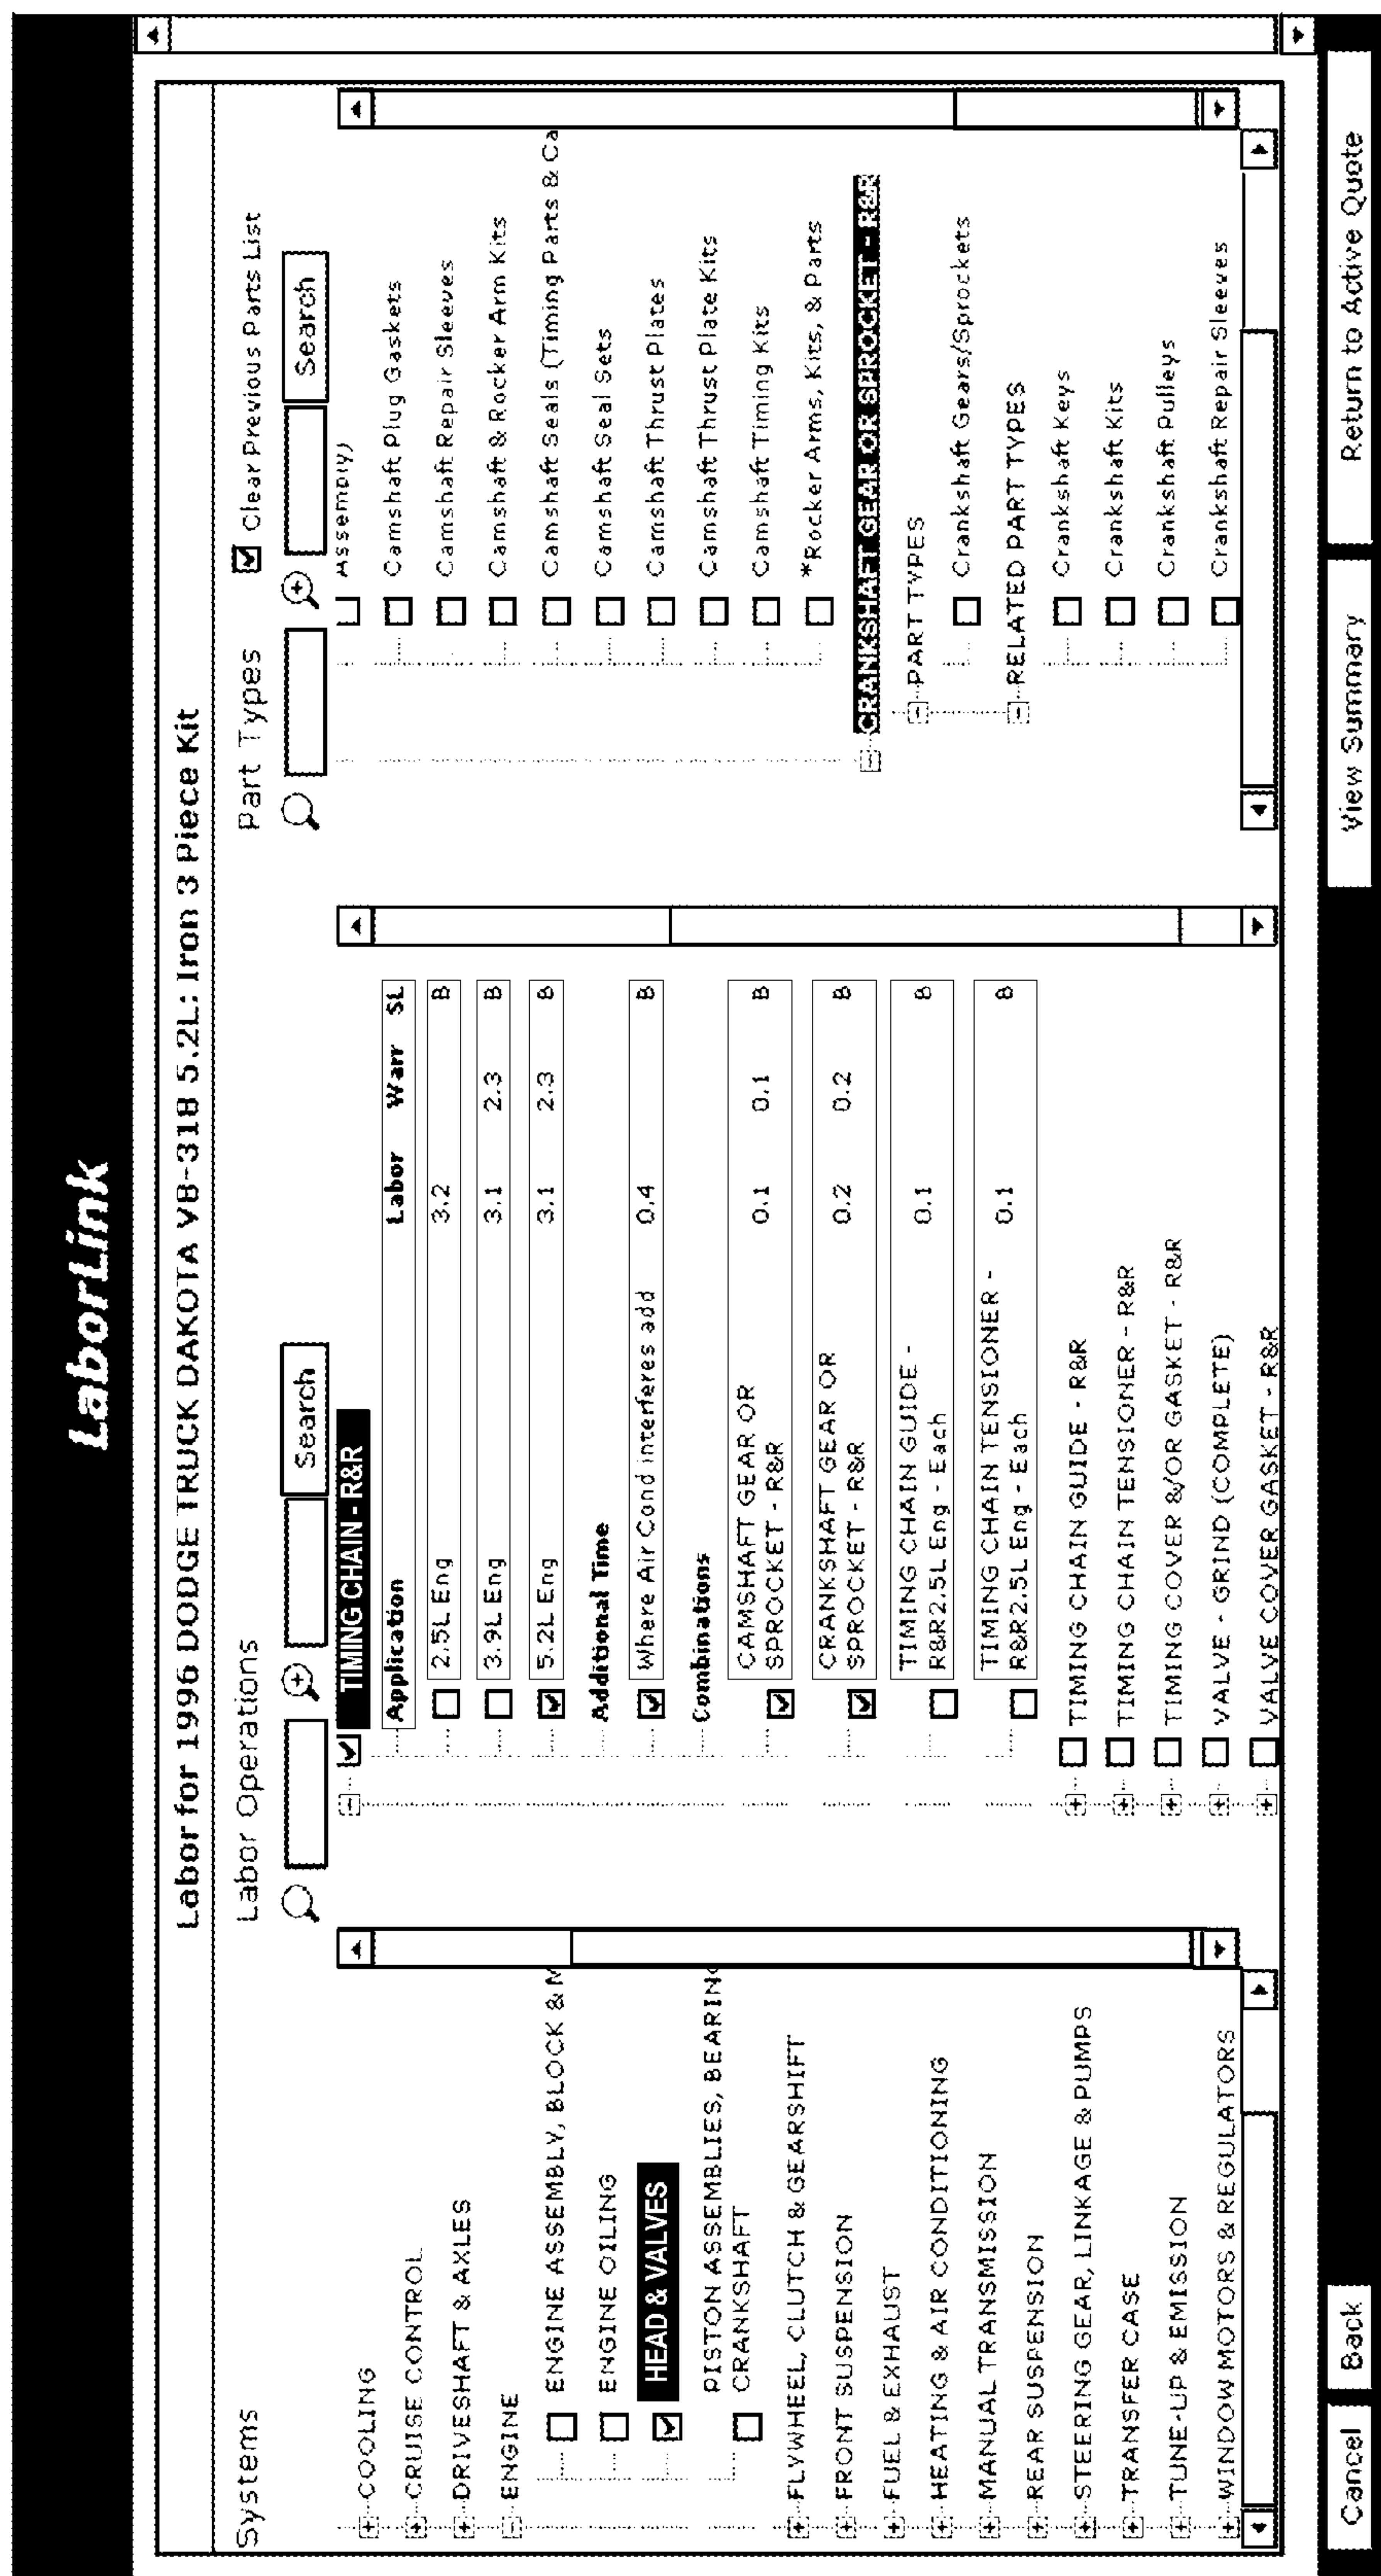 LaborLink
Labor for 1996 DODGE TRUCK DAKOTA V8-318 5.2L: Iron 3 Piece Kit
Systems
COOLING
CRUISE CONTROL
DRIVESHAFT & AXLES
ENGINE
ENGINE ASSEMBLY, BLOCK & M
ENGINE OILING
HEAD & VALVES
PISTON ASSEMBLIES, BEARING
CRANKSHAFT
FLYWHEEL, CLUTCH & GEARSHIFT
FRONT SUSPENSION
FUEL & EXHAUST
HEATING & AIR CONDITIONING
MANUAL TRANSMISSION
REAR SUSPENSION
STEERING GEAR, LINKAGE & PUMPS
TRANSFER CASE
TUNE-UP & EMISSION
WINDOW MOTORS & REGULATORS
Labor Operations
Search
TIMING CHAIN - R&R
Application Labor Warr SL
2.5L Eng 3.2 B
3.9L Eng 3.1 2.3 B
5.2L Eng 3.1 2.3 B
Additional Time
Where Air Cond interferes add 0.4 B
Combinations
CAMSHAFT GEAR OR
SPROCKET - R&R 0.1 0.1 B
CRANKSHAFT GEAR OR
SPROCKET - R&R 0.2 0.2 B
TIMING CHAIN GUIDE -
R&R2.5L Eng - Each 0.1 B
TIMING CHAIN TENSIONER -
R&R2.5L Eng - Each 0.1 B
TIMING CHAIN GUIDE - R&R
TIMING CHAIN TENSIONER - R&R
TIMING COVER &/OR GASKET - R&R
VALVE - GRIND (COMPLETE)
VALVE COVER GASKET - R&R
Part Types
Clear Previous Parts List
Search
Assembly)
Camshaft Plug Gaskets
Camshaft Repair Sleeves
Camshaft & Rocker Arm Kits
Camshaft Seals (Timing Parts & Ca
Camshaft Seal Sets
Camshaft Thrust Plates
Camshaft Thrust Plate Kits
Camshaft Timing Kits
*Rocker Arms, Kits, & Parts
CRANKSHAFT GEAR OR SPROCKET - R&R
PART TYPES
Crankshaft Gears/Sprockets
RELATED PART TYPES
Crankshaft Keys
Crankshaft Kits
Crankshaft Pulleys
Crankshaft Repair Sleeves
Cancel
Back
View Summary
Return to Active Quote